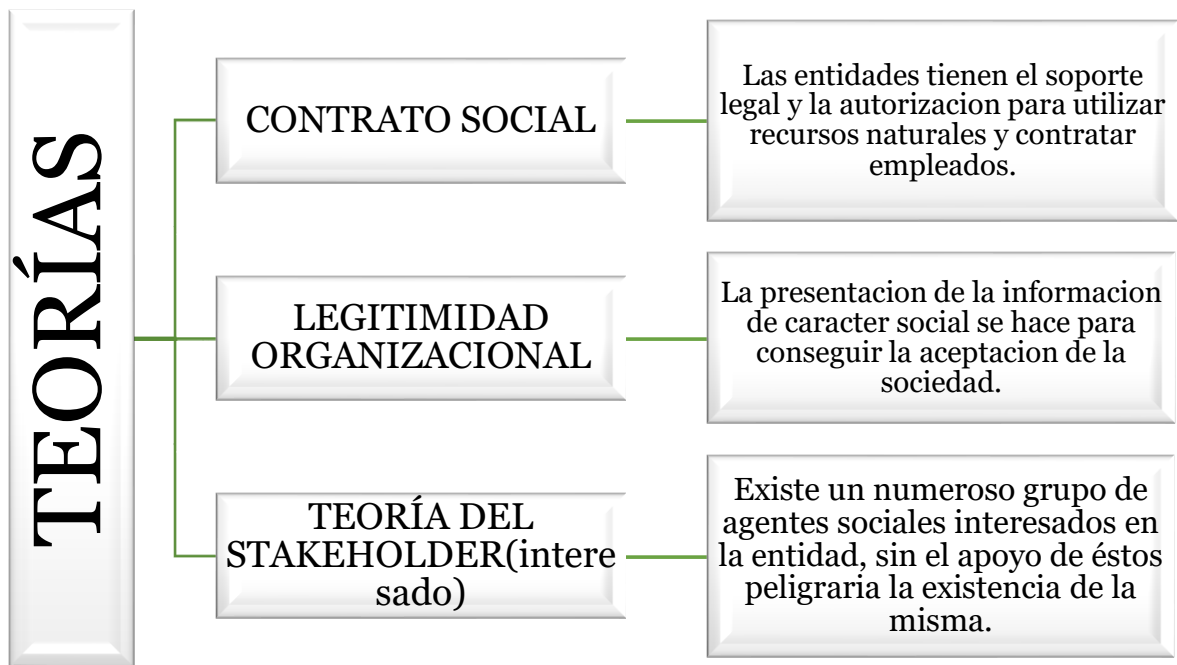 TEORÍAS
CONTRATO SOCIAL
Las entidades tienen el soporte
legal y la autorizacion para utilizar
recursos naturales y contratar
empleados.
LEGITIMIDAD
ORGANIZACIONAL
La presentacion de la informacion
de caracter social se hace para
conseguir la aceptacion de la
sociedad.
TEORÍA DEL
STAKEHOLDER(intere
sado)
Existe un numeroso grupo de
agentes sociales interesados en
la entidad, sin el apoyo de éstos
peligraria la existencia de la
misma.